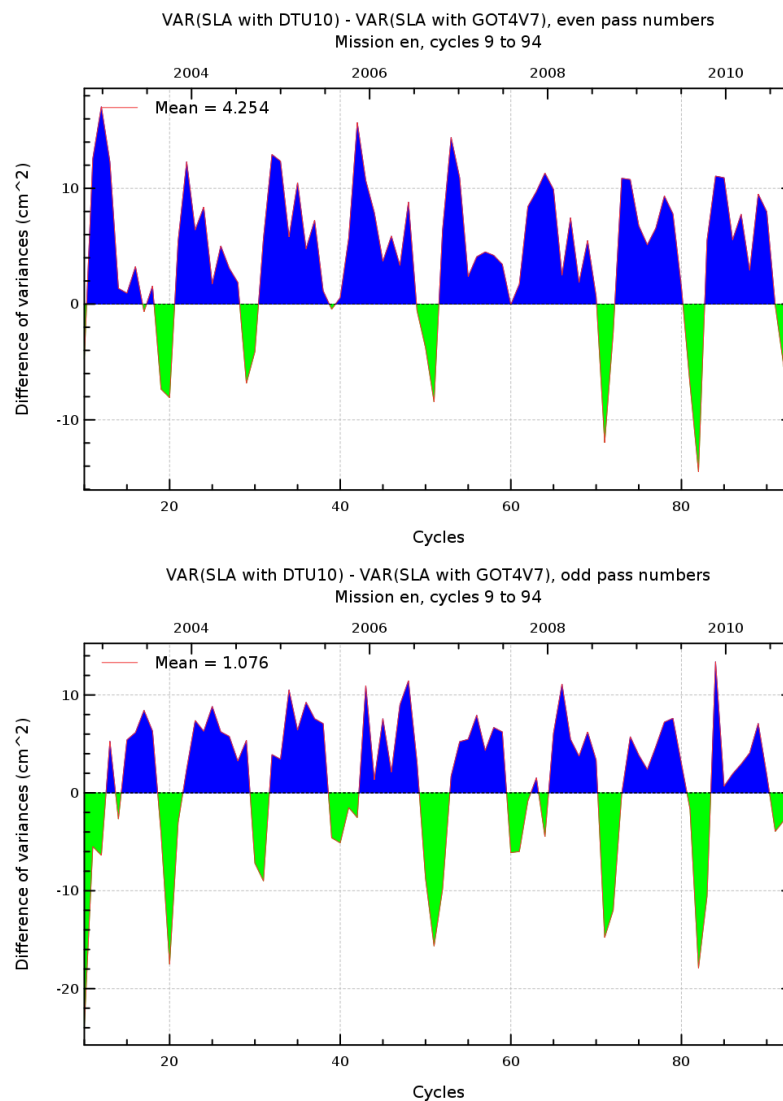 VAR(SLA with DTU10) - VAR(SLA with GOT4V7), even pass numbers
Mission en, cycles 9 to 94
2004 2006 2008 2010
Mean = 4.254
10
0
-10
Difference of variances (cm^2)
20 40 60 80
Cycles
VAR(SLA with DTU10) - VAR(SLA with GOT4V7), odd pass numbers
Mission en, cycles 9 to 94
2004 2006 2008 2010
Mean = 1.076
10
0
-10
-20
Difference of variances (cm^2)
20 40 60 80
Cycles